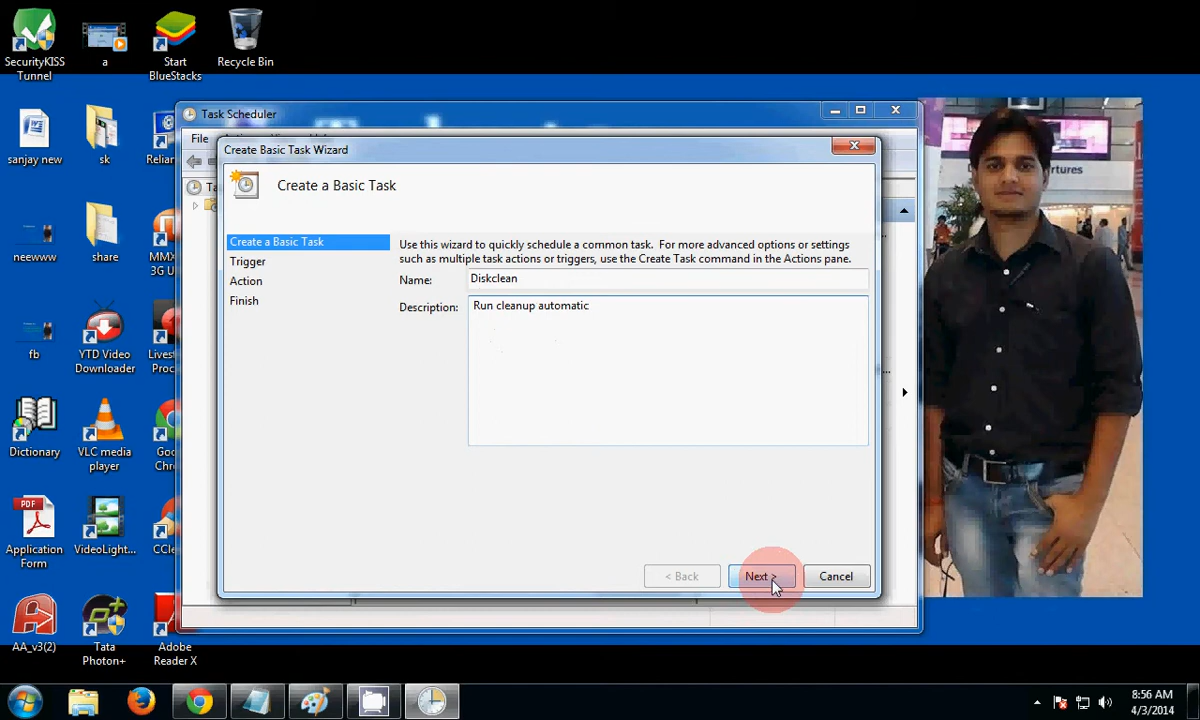 SecurityKISS
Tunnel
a
Start
BlueStacks
Recycle Bin
sanjay new
sk
neewww
share
fb
YTD Video
Downloader
Dictionary
VLC media
player
Application
Form
VideoLight...
AA_v3(2)
Tata
Photon+
Adobe
Reader X
Task Scheduler
File
Create Basic Task Wizard
Create a Basic Task
Create a Basic Task
Trigger
Action
Finish
Use this wizard to quickly schedule a common task. For more advanced options or settings
such as multiple task actions or triggers, use the Create Task command in the Actions pane.
Name: Diskclean
Description: Run cleanup automatic
< Back
Next >
Cancel
PDF
8:56 AM
4/3/2014